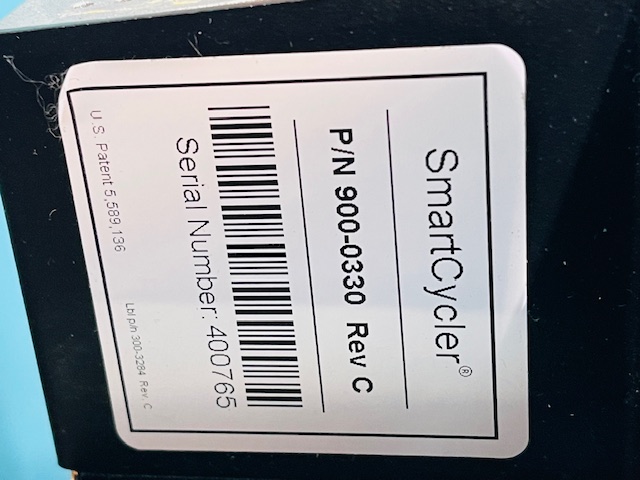 SmartCycler®
P/N 900-0330 Rev C
Serial Number: 400765
U.S. Patent 5,589,136
Lbl p/n 300-3284 Rev. C